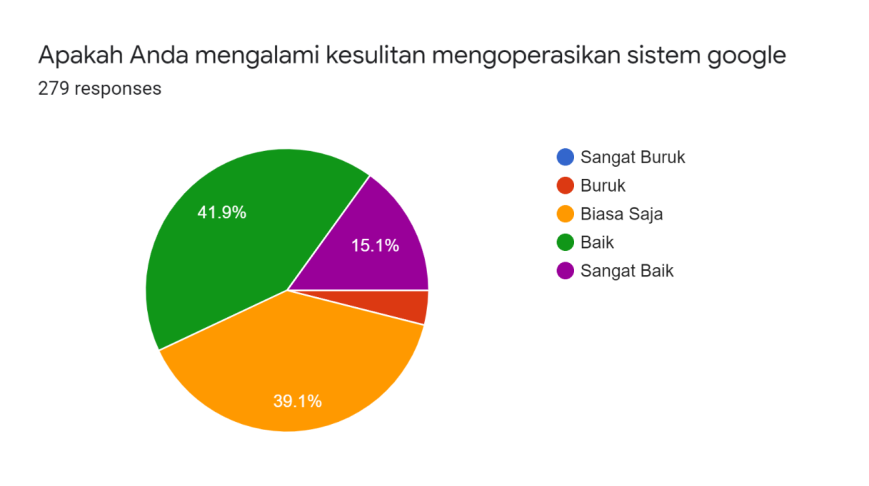 Apakah Anda mengalami kesulitan mengoperasikan sistem google
279 responses
41.9%
15.1%
39.1%
Sangat Buruk
Buruk
Biasa Saja
Baik
Sangat Baik